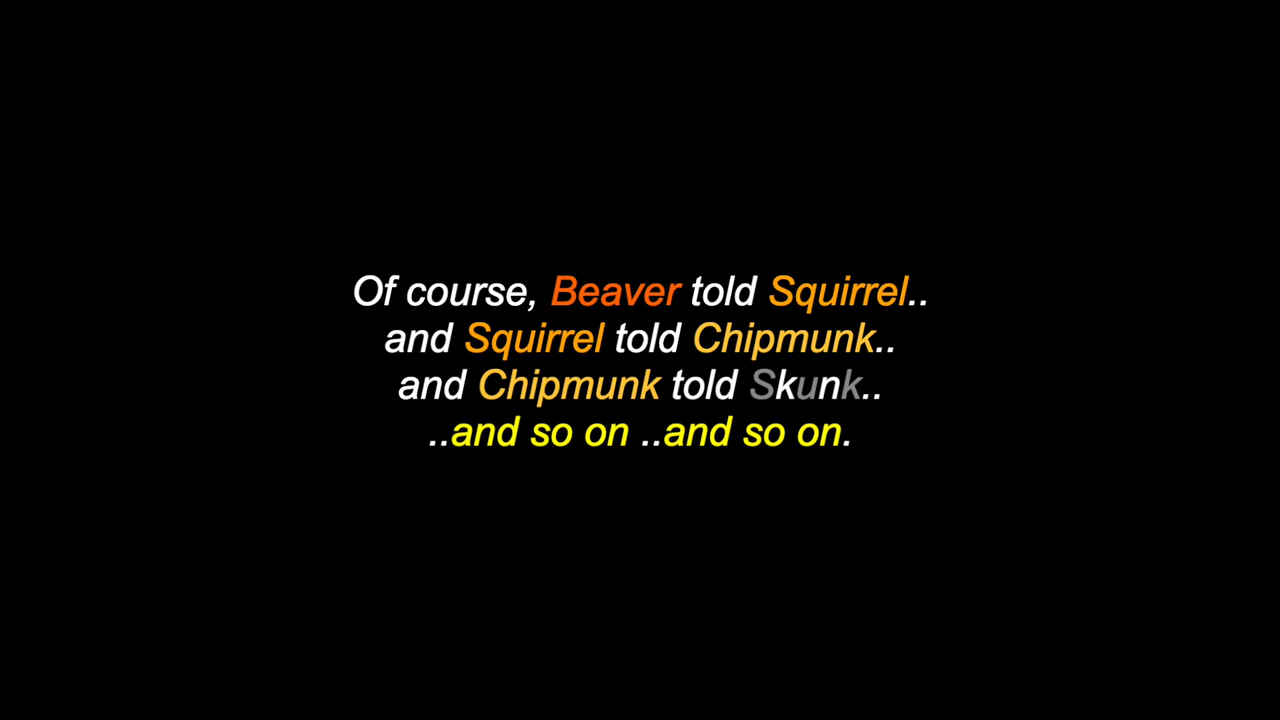 Of course, Beaver told Squirrel..
and Squirrel told Chipmunk..
and Chipmunk told Skunk..
..and so on ..and so on.